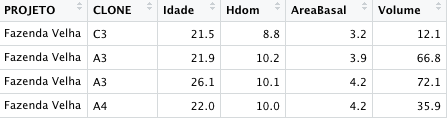 PROJETO CLONE Idade Hdom AreaBasal Volume
Fazenda Velha C3 21.5 8.8 3.2 12.1
Fazenda Velha A3 21.9 10.2 3.9 66.8
Fazenda Velha A3 26.1 10.1 4.2 72.1
Fazenda Velha A4 22.0 10.0 4.2 35.9